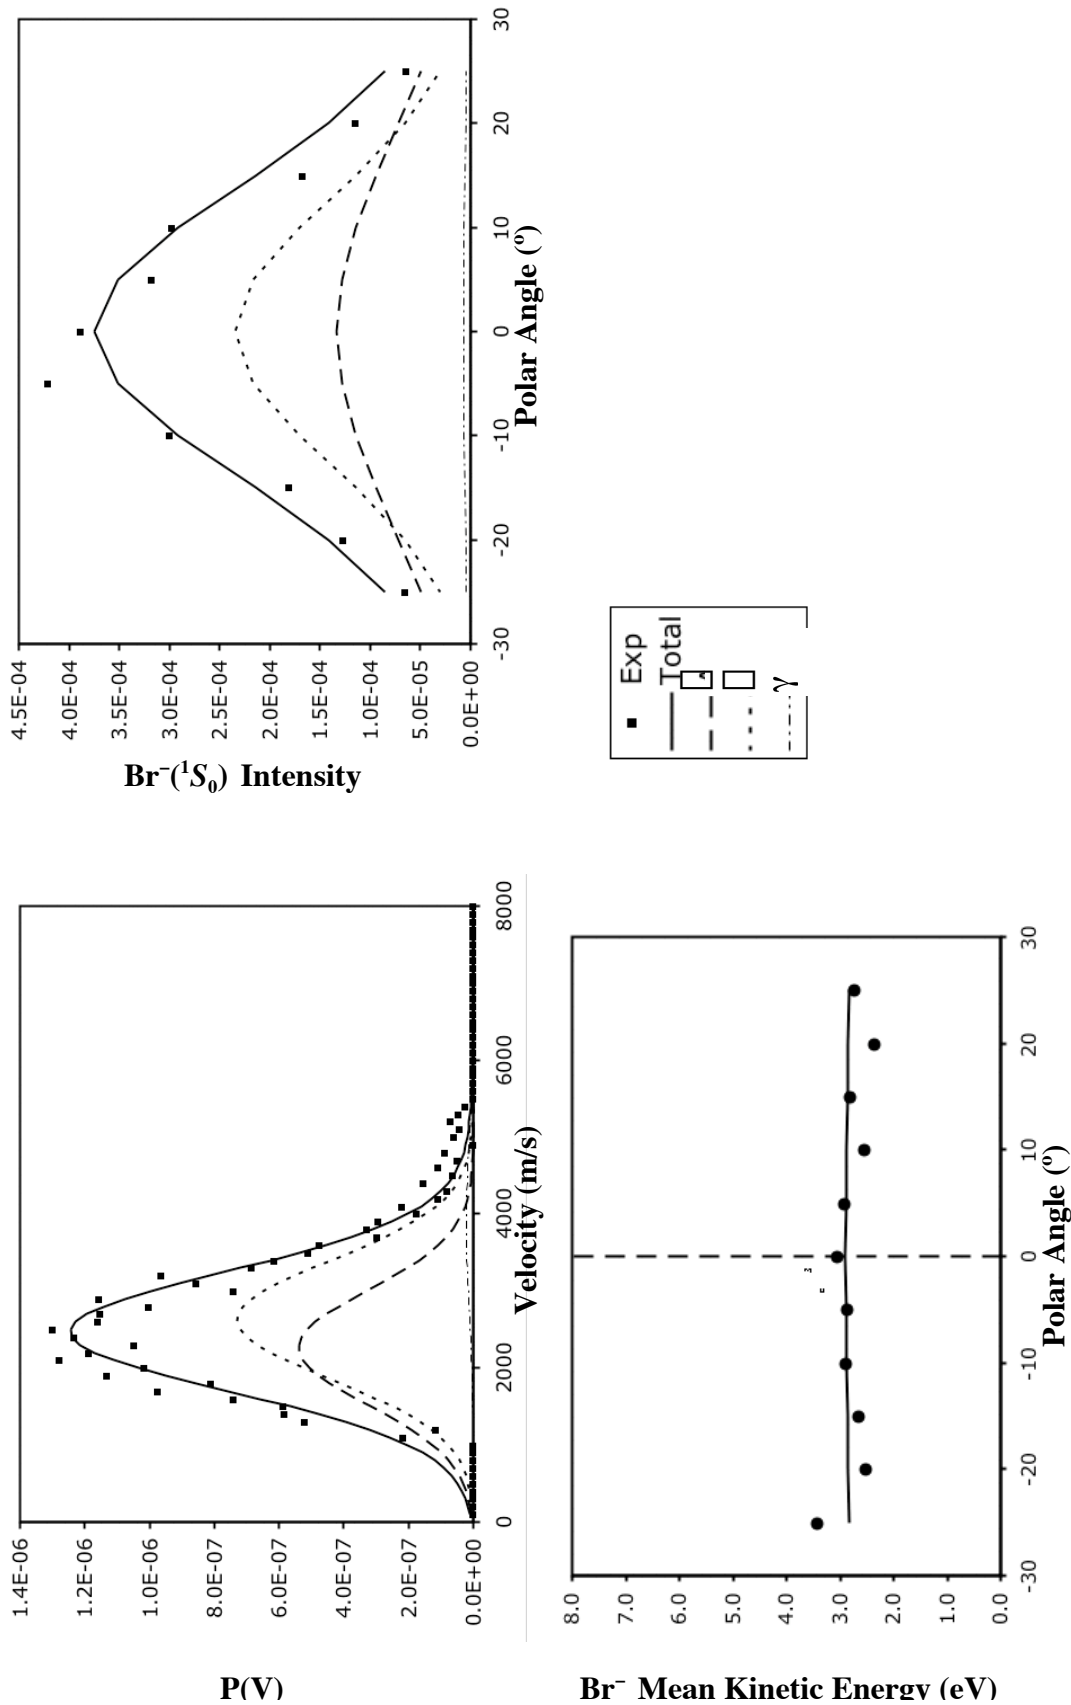 4.5E-04
4.0E-04
3.5E-04
3.0E-04
2.5E-04
2.0E-04
1.5E-04
1.0E-04
5.0E-05
0.0E+00
-30
-20
-10
0
10
20
30
Polar Angle (º)
Br⁻(¹S₀) Intensity
Exp
Total
γ
1.4E-06
1.2E-06
1.0E-06
8.0E-07
6.0E-07
4.0E-07
2.0E-07
0.0E+00
0
2000
4000
6000
8000
Velocity (m/s)
P(V)
8.0
7.0
6.0
5.0
4.0
3.0
2.0
1.0
0.0
-30
-20
-10
0
10
20
30
Polar Angle (º)
Br⁻ Mean Kinetic Energy (eV)